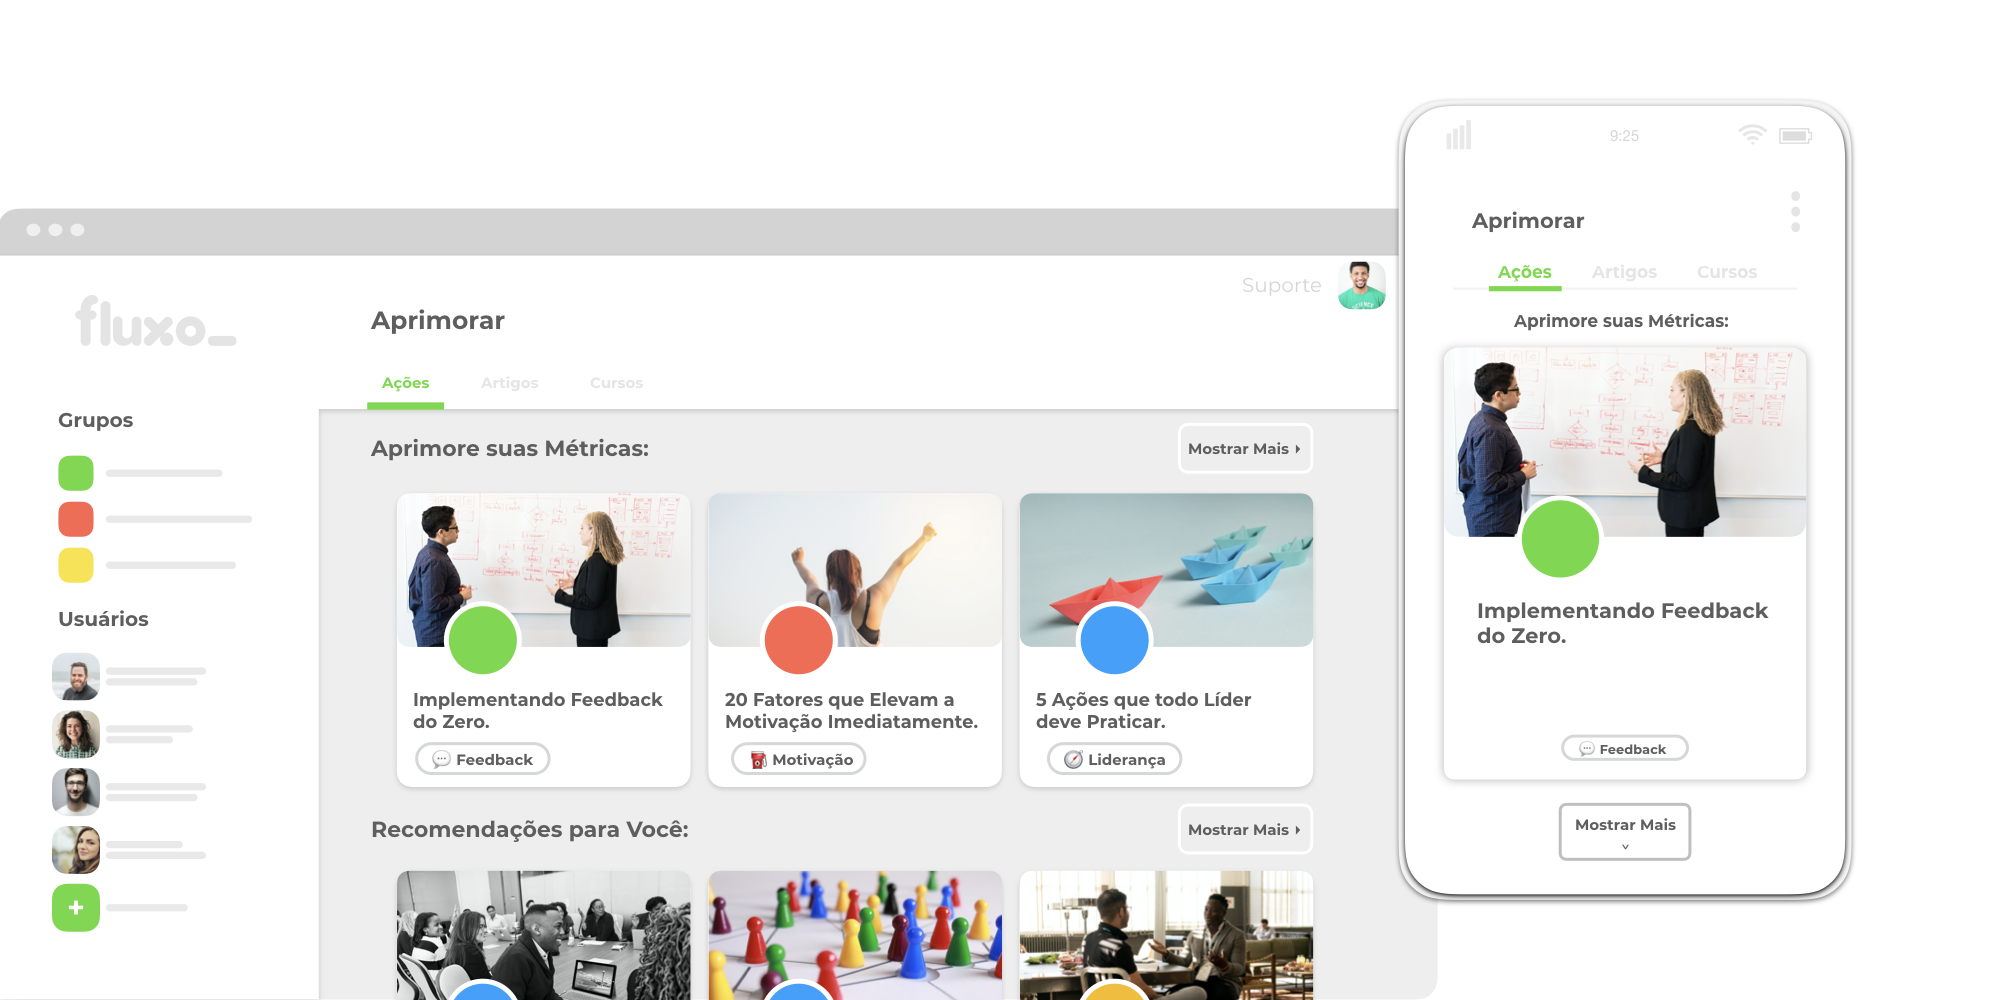 fluxo_
Suporte
Aprimorar
Ações
Artigos
Cursos
Grupos
Usuários
+
Aprimore suas Métricas:
Mostrar Mais
Implementando Feedback
do Zero.
Feedback
20 Fatores que Elevam a
Motivação Imediatamente.
Motivação
5 Ações que todo Líder
deve Praticar.
Liderança
Recomendações para Você:
Mostrar Mais
9:25
Aprimorar
Ações
Artigos
Cursos
Aprimore suas Métricas:
Implementando Feedback
do Zero.
Feedback
Mostrar Mais